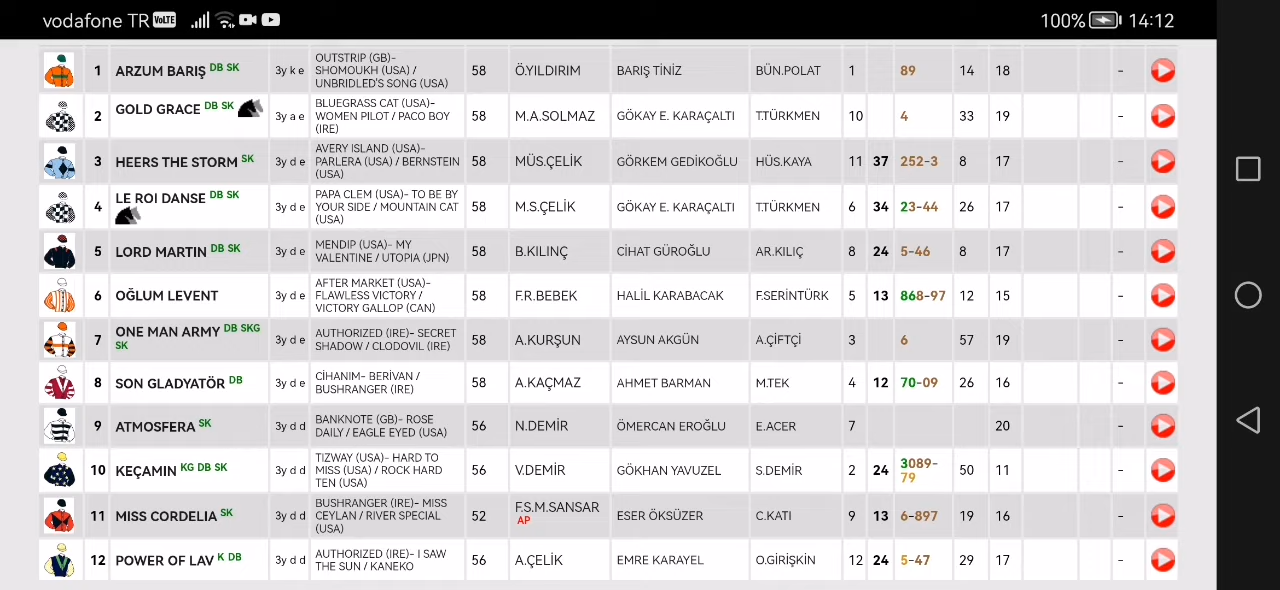 vodafone TR VoLTE 100% 14:12
1 ARZUM BARIŞ DB SK 3y k e OUTSTRIP (GB)- SHOMOUKH (USA) / UNBRIDLED'S SONG (USA) 58 Ö.YILDIRIM BARIŞ TİNİZ BÜN.POLAT 1 89 14 18 -
2 GOLD GRACE DB SK 3y a e BLUEGRASS CAT (USA)- WOMEN PILOT / PACO BOY (IRE) 58 M.A.SOLMAZ GÖKAY E. KARAÇALTI T.TÜRKMEN 10 4 33 19 -
3 HEERS THE STORM SK 3y d e AVERY ISLAND (USA)- PARLERA (USA) / BERNSTEIN (USA) 58 MÜS.ÇELİK GÖRKEM GEDİKOĞLU HÜS.KAYA 11 37 252-3 8 17 -
4 LE ROI DANSE DB SK 3y d e PAPA CLEM (USA)- TO BE BY YOUR SIDE / MOUNTAIN CAT (USA) 58 M.S.ÇELİK GÖKAY E. KARAÇALTI T.TÜRKMEN 6 34 23-44 26 17 -
5 LORD MARTIN DB SK 3y d e MENDIP (USA)- MY VALENTINE / UTOPIA (JPN) 58 B.KILINÇ CİHAT GÜROĞLU AR.KILIÇ 8 24 5-46 8 17 -
6 OĞLUM LEVENT 3y d e AFTER MARKET (USA)- FLAWLESS VICTORY / VICTORY GALLOP (CAN) 58 F.R.BEBEK HALİL KARABACAK F.SERİNTÜRK 5 13 868-97 12 15 -
7 ONE MAN ARMY DB SKG SK 3y d e AUTHORIZED (IRE)- SECRET SHADOW / CLODOVIL (IRE) 58 A.KURŞUN AYSUN AKGÜN A.ÇİFTÇİ 3 6 57 19 -
8 SON GLADYATÖR DB 3y d e CİHANIM- BERİVAN / BUSHRANGER (IRE) 58 A.KAÇMAZ AHMET BARMAN M.TEK 4 12 70-09 26 16 -
9 ATMOSFERA SK 3y d d BANKNOTE (GB)- ROSE DAILY / EAGLE EYED (USA) 56 N.DEMİR ÖMERCAN EROĞLU E.ACER 7 20 -
10 KEÇAMIN KG DB SK 3y d d TIZWAY (USA)- HARD TO MISS (USA) / ROCK HARD TEN (USA) 56 V.DEMİR GÖKHAN YAVUZEL S.DEMİR 2 24 3089-79 50 11 -
11 MISS CORDELIA SK 3y d d BUSHRANGER (IRE)- MISS CEYLAN / RIVER SPECIAL (USA) 52 F.S.M.SANSAR AP ESER ÖKSÜZER C.KATI 9 13 6-897 19 16 -
12 POWER OF LAV K DB 3y d d AUTHORIZED (IRE)- I SAW THE SUN / KANEKO 56 A.ÇELİK EMRE KARAYEL O.GİRİŞKİN 12 24 5-47 29 17 -